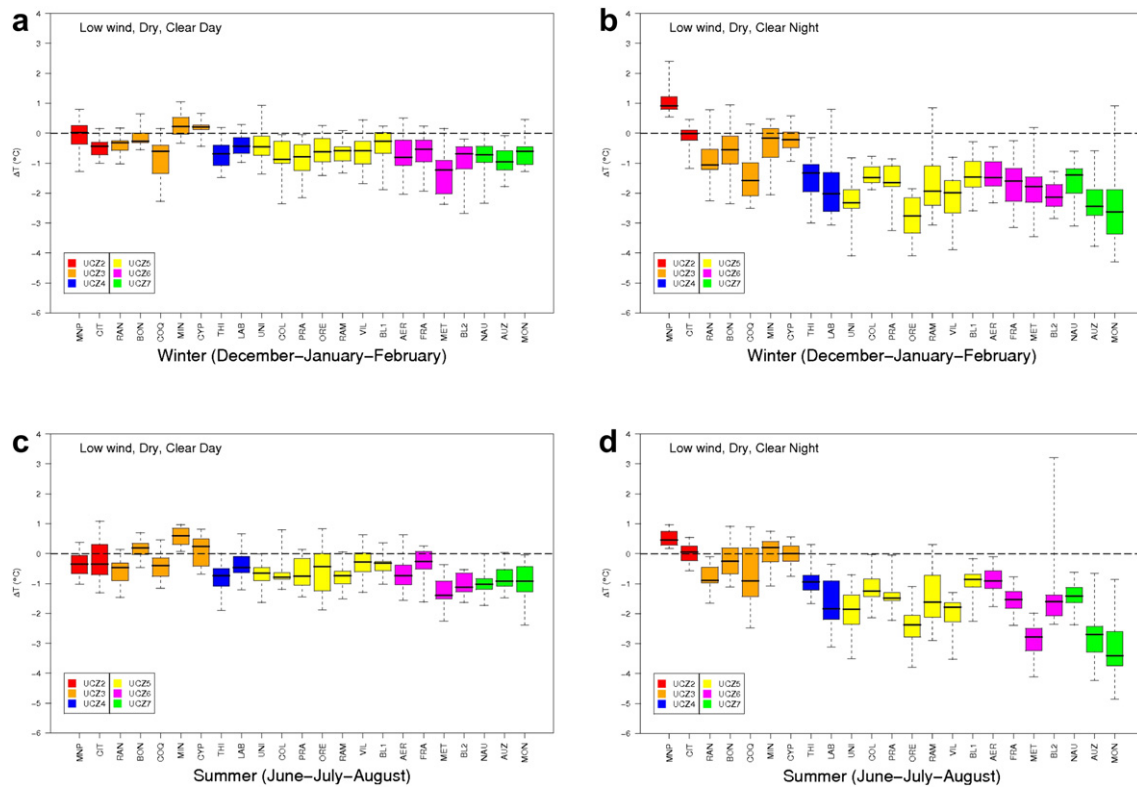 a
Low wind, Dry, Clear Day
ΔT (°C)
4
3
2
1
0
−1
−2
−3
−4
−5
−6
UCZ2 UCZ5
UCZ3 UCZ6
UCZ4 UCZ7
MNP CIT RAN BON COQ MIN CYP THI LAB UNI COL PRA ORE RAM VIL BL1 AER FRA MET BL2 NAU AUZ MON
Winter (December−January−February)
b
Low wind, Dry, Clear Night
ΔT (°C)
4
3
2
1
0
−1
−2
−3
−4
−5
−6
UCZ2 UCZ5
UCZ3 UCZ6
UCZ4 UCZ7
MNP CIT RAN BON COQ MIN CYP THI LAB UNI COL PRA ORE RAM VIL BL1 AER FRA MET BL2 NAU AUZ MON
Winter (December−January−February)
c
Low wind, Dry, Clear Day
ΔT (°C)
4
3
2
1
0
−1
−2
−3
−4
−5
−6
UCZ2 UCZ5
UCZ3 UCZ6
UCZ4 UCZ7
MNP CIT RAN BON COQ MIN CYP THI LAB UNI COL PRA ORE RAM VIL BL1 AER FRA MET BL2 NAU AUZ MON
Summer (June−July−August)
d
Low wind, Dry, Clear Night
ΔT (°C)
4
3
2
1
0
−1
−2
−3
−4
−5
−6
UCZ2 UCZ5
UCZ3 UCZ6
UCZ4 UCZ7
MNP CIT RAN BON COQ MIN CYP THI LAB UNI COL PRA ORE RAM VIL BL1 AER FRA MET BL2 NAU AUZ MON
Summer (June−July−August)